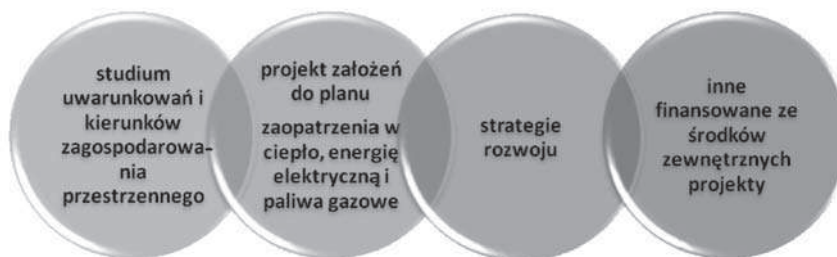 studium
uwarunkowań i
kierunków
zagospodarowa-
nia
przestrzennego
projekt założeń
do planu
zaopatrzenia w
ciepło, energię
elektryczną i
paliwa gazowe
strategie
rozwoju
inne
finansowane ze
środków
zewnętrznych
projekty